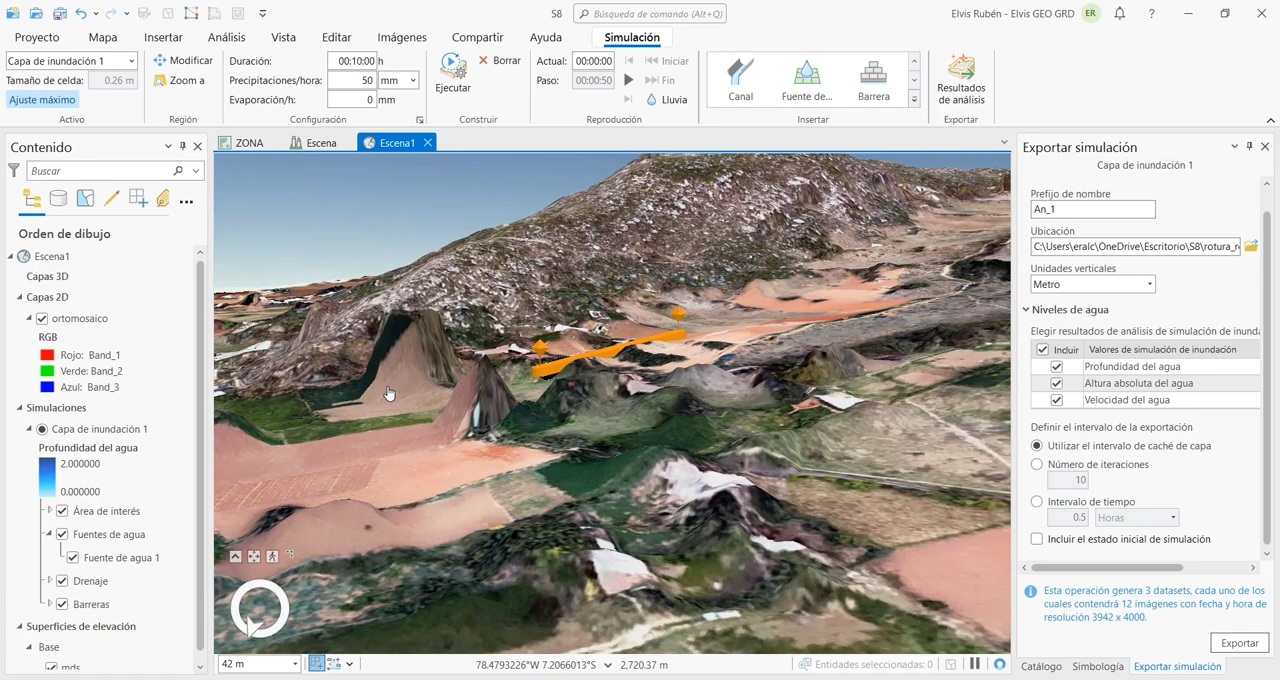 S8
Búsqueda de comando (Alt+Q)
Elvis Rubén - Elvis GEO GRD
ER
?
Proyecto Mapa Insertar Análisis Vista Editar Imágenes Compartir Ayuda Simulación
Capa de inundación 1
Tamaño de celda: 0.26 m
Ajuste máximo
Activo
Modificar
Zoom a
Región
Duración: 00:10:00 h
Precipitaciones/hora: 50 mm
Evaporación/h: 0 mm
Configuración
Ejecutar
Borrar
Construir
Actual: 00:00:00
Paso: 00:00:50
Iniciar
Fin
Lluvia
Reproducción
Canal
Fuente de...
Barrera
Insertar
Resultados
de análisis
Exportar
Contenido
Buscar
Orden de dibujo
Escena1
Capas 3D
Capas 2D
ortomosaico
RGB
Rojo: Band_1
Verde: Band_2
Azul: Band_3
Simulaciones
Capa de inundación 1
Profundidad del agua
2.000000
0.000000
Área de interés
Fuentes de agua
Fuente de agua 1
Drenaje
Barreras
Superficies de elevación
Base
mds
ZONA
Escena
Escena1
42 m
78.4793226°W 7.2066013°S
2,720.37 m
Entidades seleccionadas: 0
Exportar simulación
Capa de inundación 1
Prefijo de nombre
An_1
Ubicación
C:\Users\eralc\OneDrive\Escritorio\S8\rotura_r
Unidades verticales
Metro
Niveles de agua
Elegir resultados de análisis de simulación de inunda
Incluir Valores de simulación de inundación
Profundidad del agua
Altura absoluta del agua
Velocidad del agua
Definir el intervalo de la exportación
Utilizar el intervalo de caché de capa
Número de iteraciones
10
Intervalo de tiempo
0.5 Horas
Incluir el estado inicial de simulación
Esta operación genera 3 datasets, cada uno de los
cuales contendrá 12 imágenes con fecha y hora de
resolución 3942 x 4000.
Exportar
Catálogo Simbología Exportar simulación